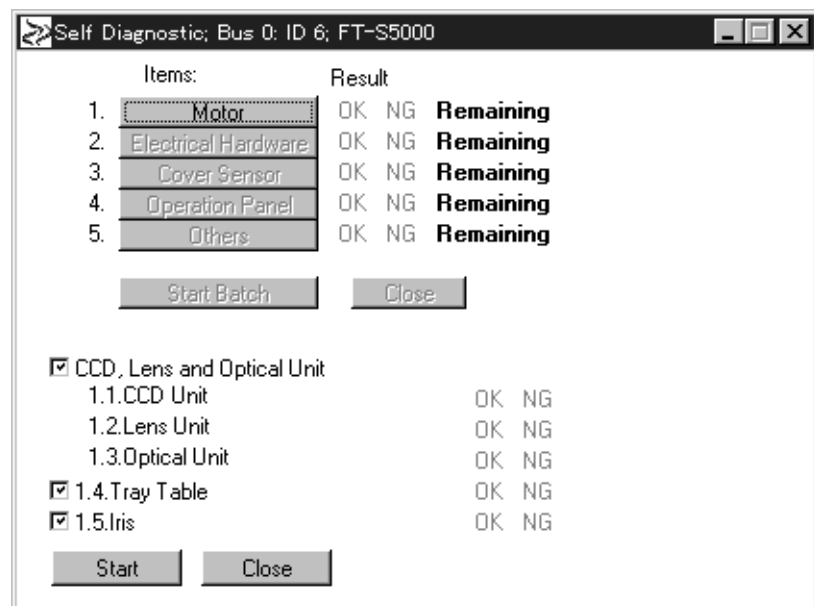 Self Diagnostic; Bus 0: ID 6; FT-S5000
Items: Result
1. Motor OK NG Remaining
2. Electrical Hardware OK NG Remaining
3. Cover Sensor OK NG Remaining
4. Operation Panel OK NG Remaining
5. Others OK NG Remaining
Start Batch Close
CCD, Lens and Optical Unit
1.1.CCD Unit OK NG
1.2.Lens Unit OK NG
1.3.Optical Unit OK NG
1.4.Tray Table OK NG
1.5.Iris OK NG
Start Close